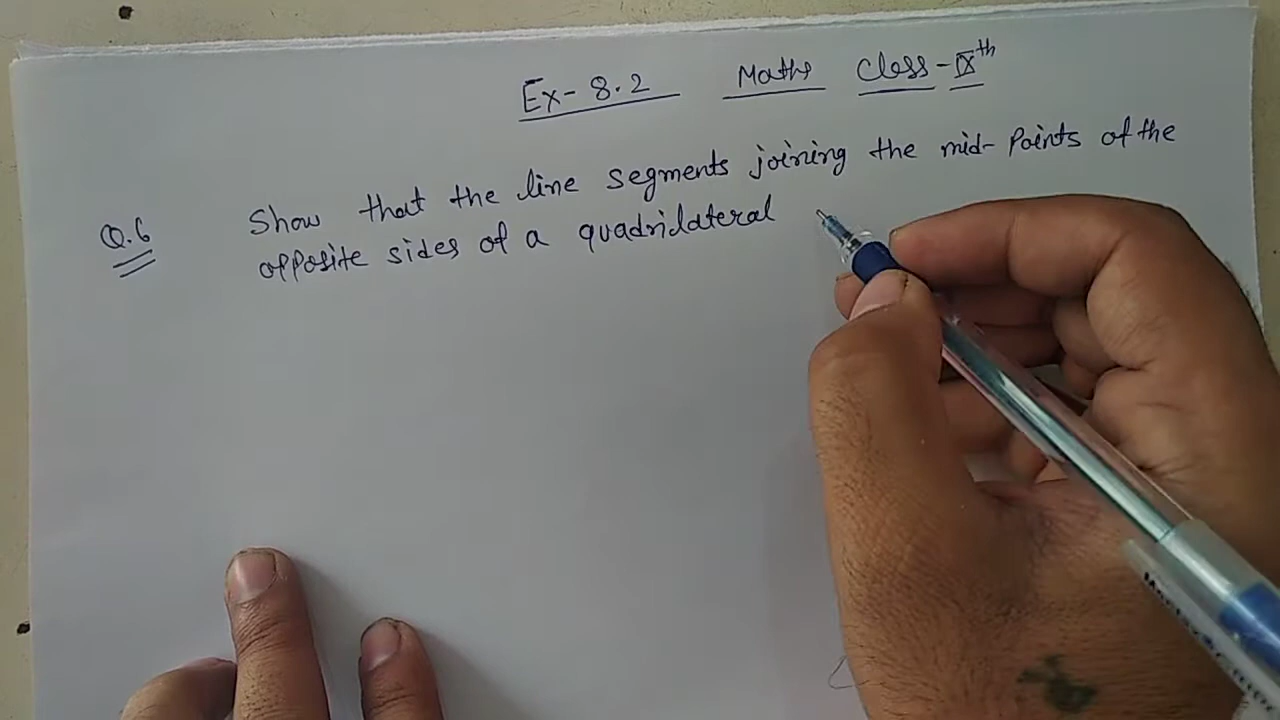 Ex- 8.2 Maths Class - IXth
Q.6 Show that the line segments joining the mid- Points of the
opposite sides of a quadrilateral